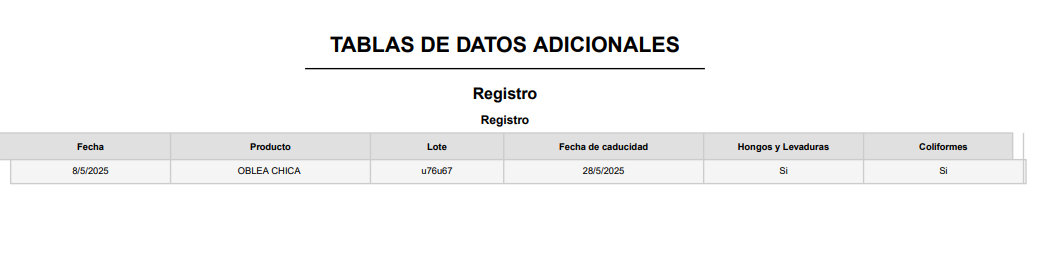 TABLAS DE DATOS ADICIONALES
Registro
Registro
Fecha Producto Lote Fecha de caducidad Hongos y Levaduras Coliformes
8/5/2025 OBLEA CHICA u76u67 28/5/2025 Si Si